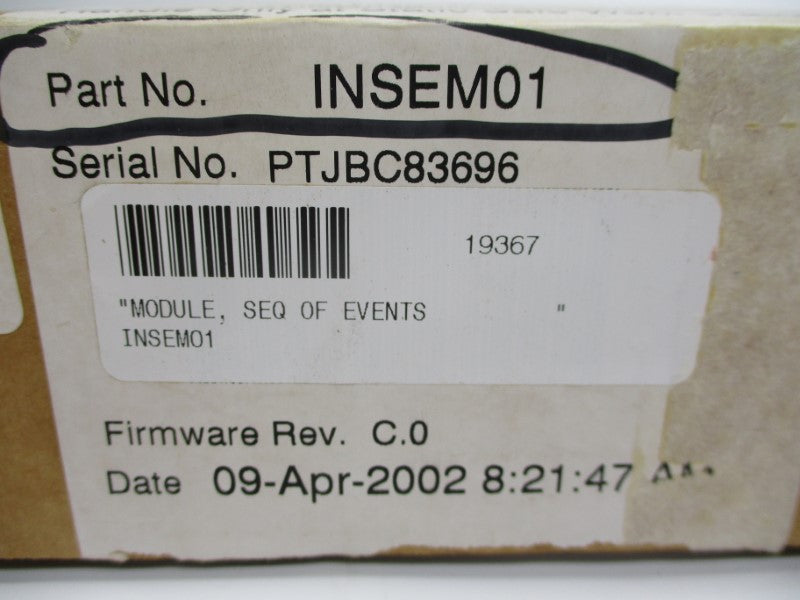 Part No. INSEM01
Serial No. PTJBC83696
19367
"MODULE, SEQ OF EVENTS "
INSEM01
Firmware Rev. C.0
Date 09-Apr-2002 8:21:47